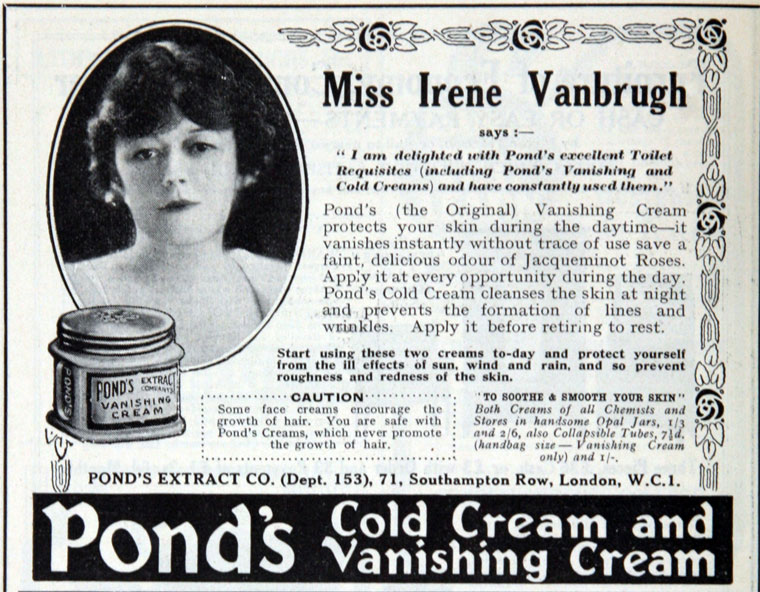 Miss Irene Vanbrugh
says :—
" I am delighted with Pond's excellent Toilet
Requisites (including Pond's Vanishing and
Cold Creams) and have constantly used them."
Pond's (the Original) Vanishing Cream
protects your skin during the daytime—it
vanishes instantly without trace of use save a
faint, delicious odour of Jacqueminot Roses.
Apply it at every opportunity during the day.
Pond's Cold Cream cleanses the skin at night
and prevents the formation of lines and
wrinkles. Apply it before retiring to rest.
Start using these two creams to-day and protect yourself
from the ill effects of sun, wind and rain, and so prevent
roughness and redness of the skin.
POND'S
POND'S EXTRACT
COMPANY'S
VANISHING
CREAM
CAUTION
Some face creams encourage the
growth of hair. You are safe with
Pond's Creams, which never promote
the growth of hair.
"TO SOOTHE & SMOOTH YOUR SKIN"
Both Creams of all Chemists and
Stores in handsome Opal Jars, 1/3
and 2/6, also Collapsible Tubes, 7½d.
(handbag size — Vanishing Cream
only) and 1/-.
POND'S EXTRACT CO. (Dept. 153), 71, Southampton Row, London, W.C.1.
Pond's Cold Cream and
Vanishing Cream